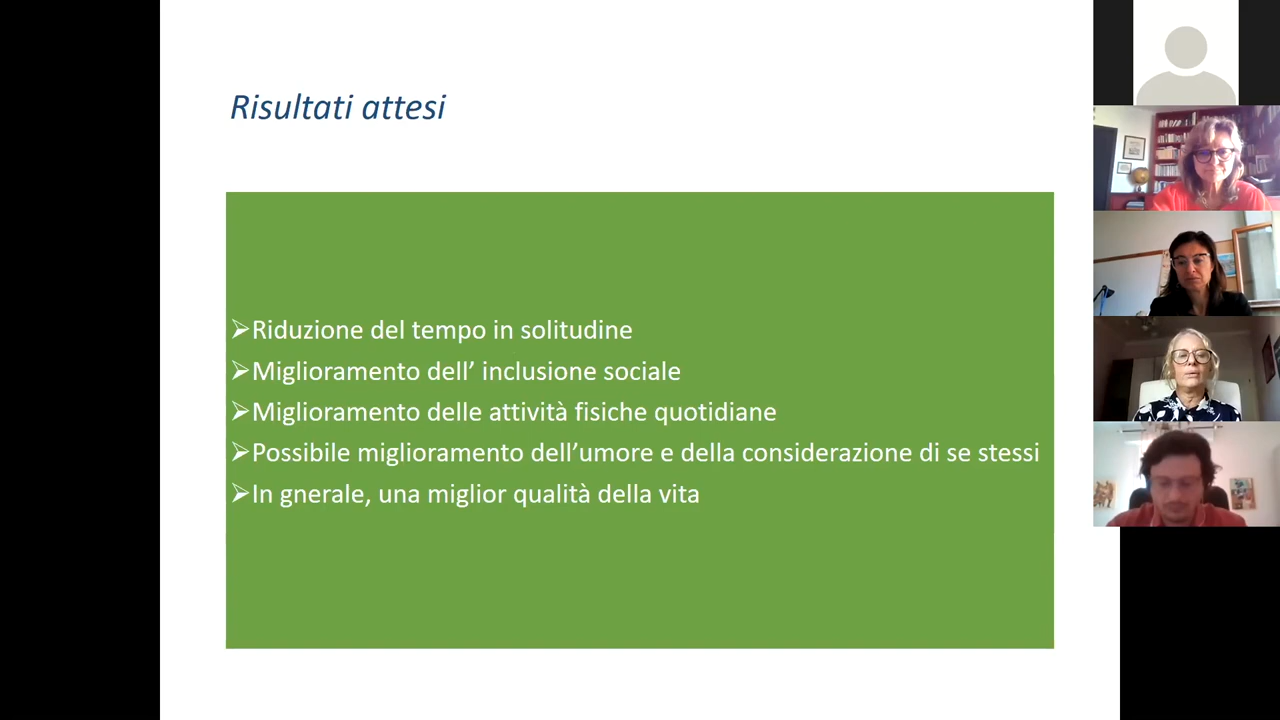 Risultati attesi
⮚Riduzione del tempo in solitudine
⮚Miglioramento dell’ inclusione sociale
⮚Miglioramento delle attività fisiche quotidiane
⮚Possibile miglioramento dell’umore e della considerazione di se stessi
⮚In gnerale, una miglior qualità della vita